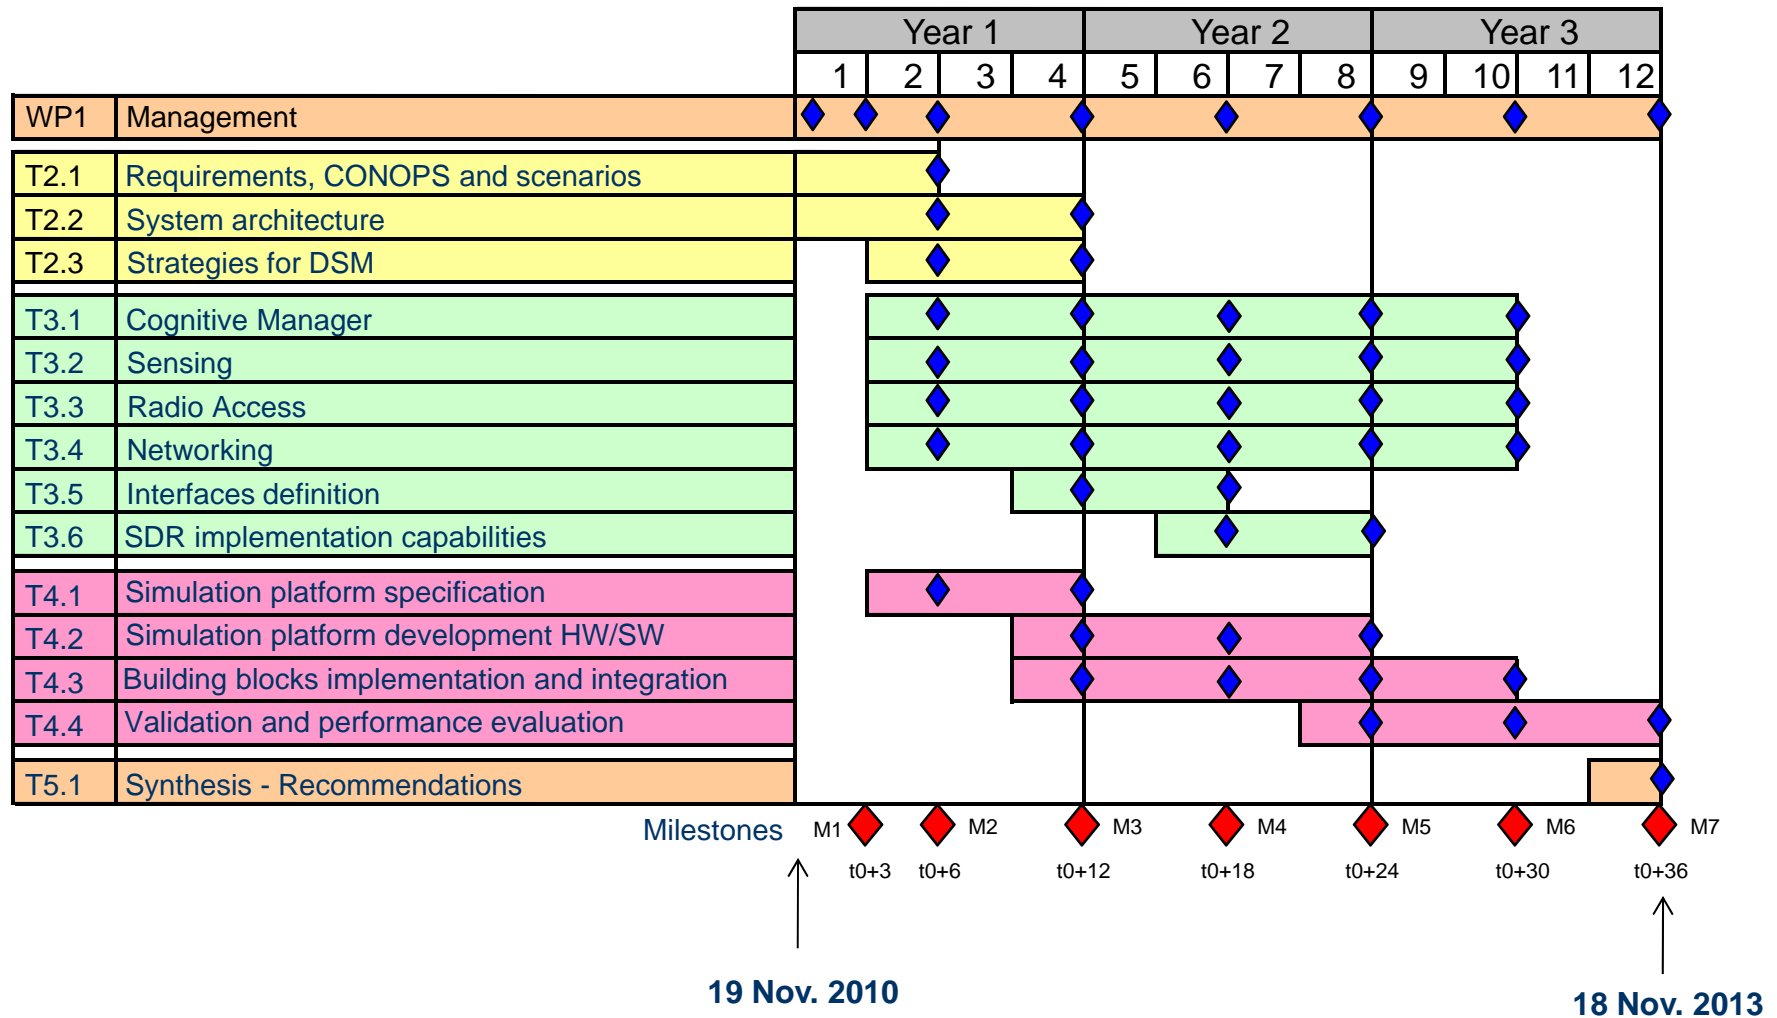 Year 1 Year 2 Year 3
1 2 3 4 5 6 7 8 9 10 11 12
WP1 Management
T2.1 Requirements, CONOPS and scenarios
T2.2 System architecture
T2.3 Strategies for DSM
T3.1 Cognitive Manager
T3.2 Sensing
T3.3 Radio Access
T3.4 Networking
T3.5 Interfaces definition
T3.6 SDR implementation capabilities
T4.1 Simulation platform specification
T4.2 Simulation platform development HW/SW
T4.3 Building blocks implementation and integration
T4.4 Validation and performance evaluation
T5.1 Synthesis - Recommendations
Milestones M1 M2 M3 M4 M5 M6 M7
t0+3 t0+6 t0+12 t0+18 t0+24 t0+30 t0+36
19 Nov. 2010
18 Nov. 2013